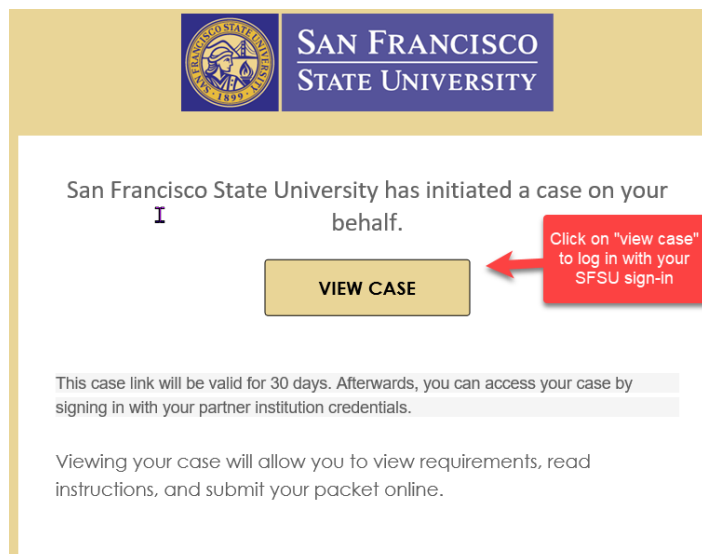 SAN FRANCISCO STATE UNIVERSITY
1899
SAN FRANCISCO
STATE UNIVERSITY
San Francisco State University has initiated a case on your
behalf.
Click on "view case"
to log in with your
SFSU sign-in
VIEW CASE
This case link will be valid for 30 days. Afterwards, you can access your case by
signing in with your partner institution credentials.
Viewing your case will allow you to view requirements, read
instructions, and submit your packet online.